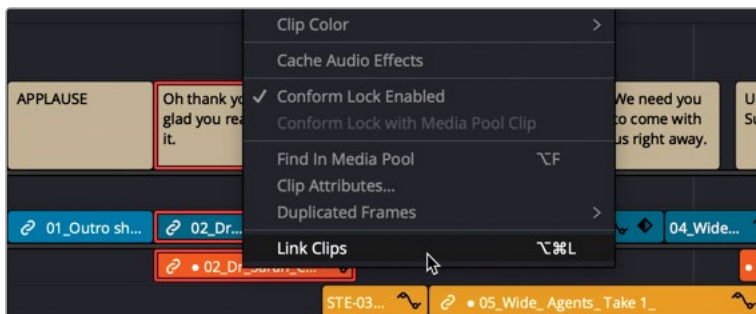 Clip Color >
Cache Audio Effects
✓ Conform Lock Enabled
Conform Lock with Media Pool Clip
Find In Media Pool ⌥F
Clip Attributes...
Duplicated Frames >
Link Clips ⌥⌘L
APPLAUSE
Oh thank
glad you
it.
We need you
to come with
us right away.
01_Outro sh...
02_Dr...
04_Wide...
STE-03...
05_Wide_ Agents_ Take 1_